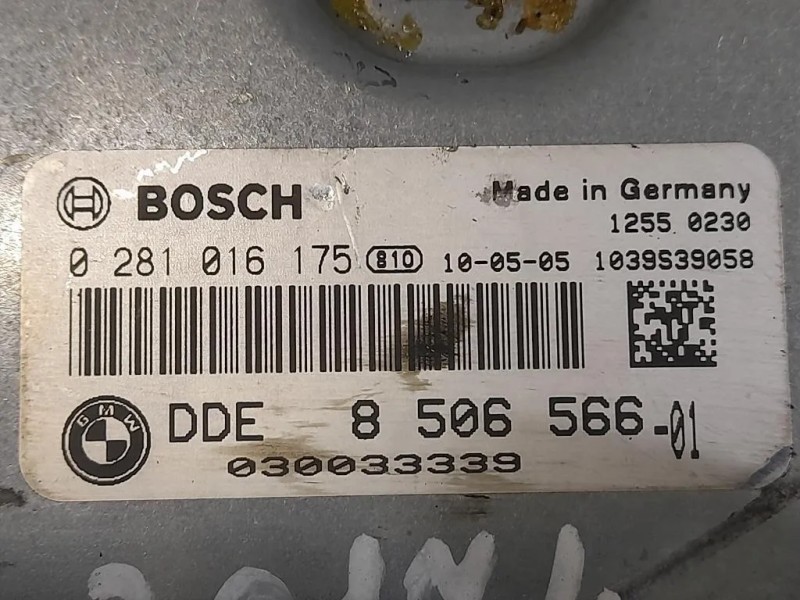 BOSCH Made in Germany
1255 0230
0 281 016 175 810 10-05-05 1039S39058
BMW DDE 8 506 566-01
030033339